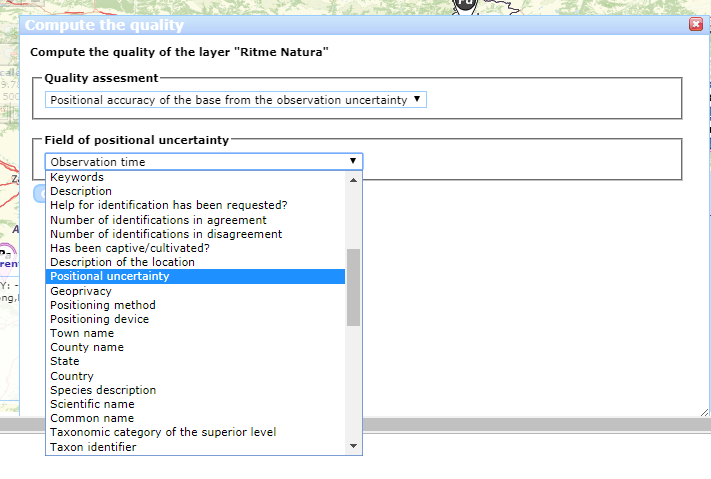 Compute the quality
Compute the quality of the layer "Ritme Natura"
Quality assesment
Positional accuracy of the base from the observation uncertainty
Field of positional uncertainty
Observation time
Keywords
Description
Help for identification has been requested?
Number of identifications in agreement
Number of identifications in disagreement
Has been captive/cultivated?
Description of the location
Positional uncertainty
Geoprivacy
Positioning method
Positioning device
Town name
County name
State
Country
Species description
Scientific name
Common name
Taxonomic category of the superior level
Taxon identifier